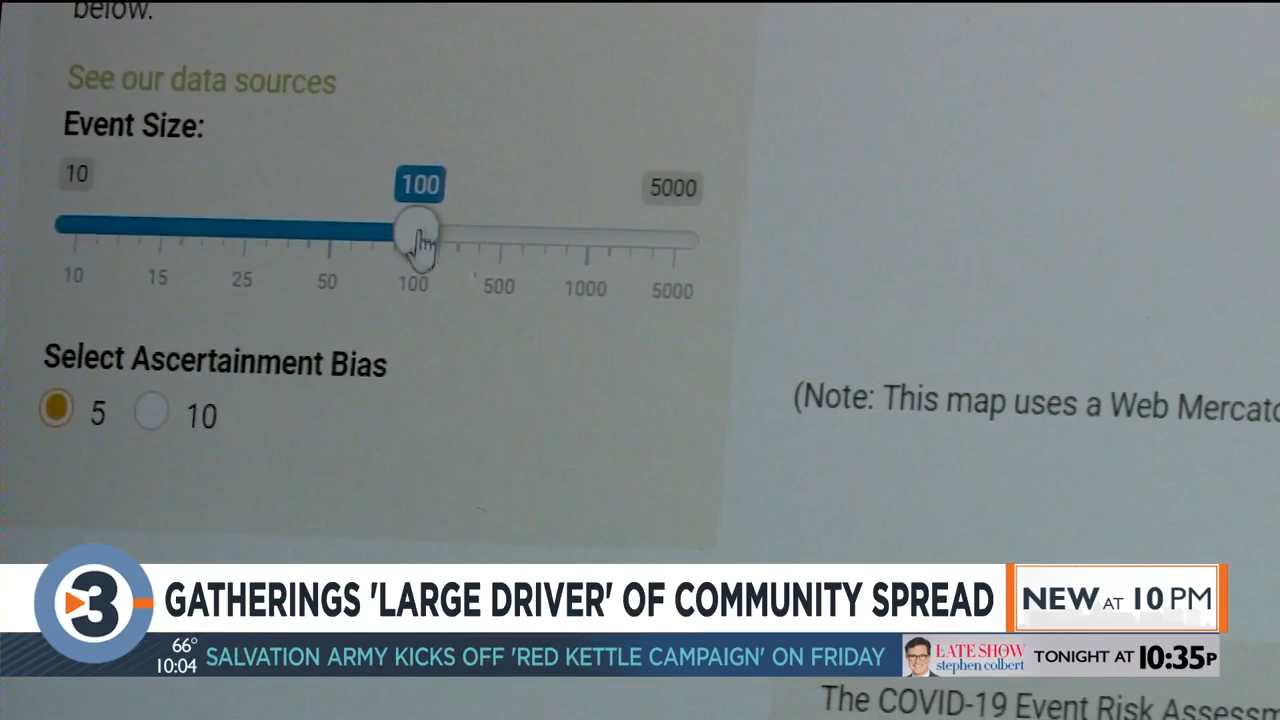 below.
See our data sources
Event Size:
10 100 5000
10 15 25 50 100 500 1000 5000
Select Ascertainment Bias
5 10
(Note: This map uses a Web
3 GATHERINGS 'LARGE DRIVER' OF COMMUNITY SPREAD NEW AT 10 PM
66°
10:04 SALVATION ARMY KICKS OFF 'RED KETTLE CAMPAIGN' ON FRIDAY LATE SHOW stephen colbert TONIGHT AT 10:35P
The COVID-19 Event Risk